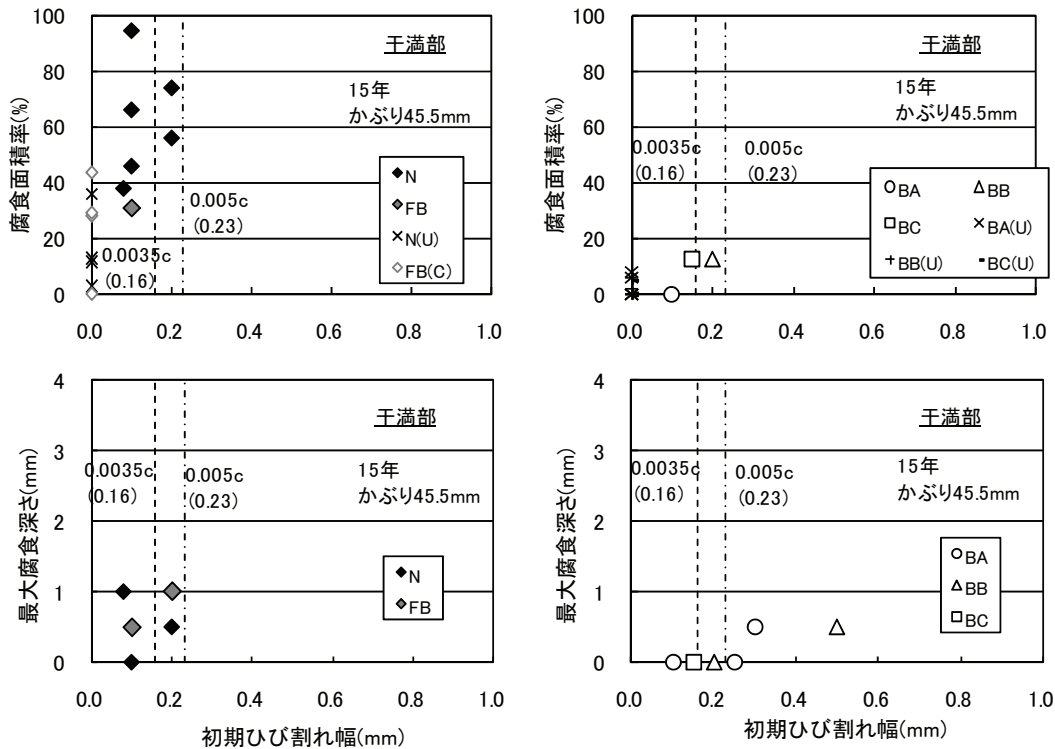 腐食面積率(%)
100
80
60
40
20
0
干満部
15年
かぶり45.5mm
N
FB
N(U)
FB(C)
0.005c
(0.23)
0.0035c
(0.16)
0.0 0.2 0.4 0.6 0.8 1.0
腐食面積率(%)
100
80
60
40
20
0
干満部
15年
かぶり45.5mm
0.0035c
(0.16)
0.005c
(0.23)
BA BB
BC BA(U)
BB(U) BC(U)
0.0 0.2 0.4 0.6 0.8 1.0
最大腐食深さ(mm)
4
3
2
1
0
干満部
0.0035c
(0.16)
0.005c
(0.23)
15年
かぶり45.5mm
N
FB
0.0 0.2 0.4 0.6 0.8 1.0
初期ひび割れ幅(mm)
最大腐食深さ(mm)
4
3
2
1
0
干満部
0.0035c
(0.16)
0.005c
(0.23)
15年
かぶり45.5mm
BA
BB
BC
0.0 0.2 0.4 0.6 0.8 1.0
初期ひび割れ幅(mm)